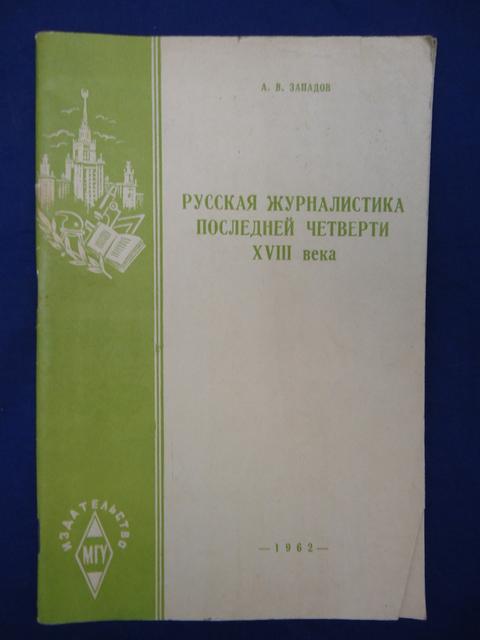 А. В. ЗАПАДОВ
РУССКАЯ ЖУРНАЛИСТИКА
ПОСЛЕДНЕЙ ЧЕТВЕРТИ
XVIII века
ИЗДАТЕЛЬСТВО
МГУ
—1962—